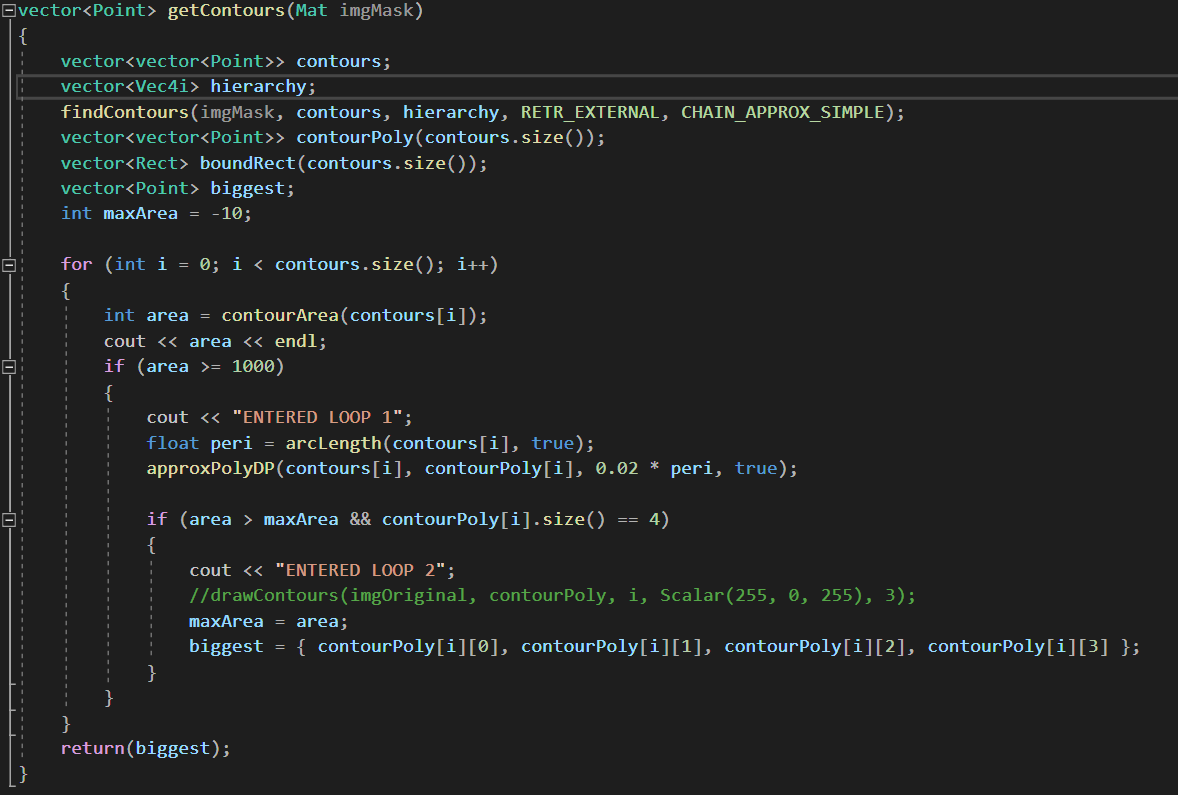 vector<Point> getContours(Mat imgMask)
{
    vector<vector<Point>> contours;
    vector<Vec4i> hierarchy;
    findContours(imgMask, contours, hierarchy, RETR_EXTERNAL, CHAIN_APPROX_SIMPLE);
    vector<vector<Point>> contourPoly(contours.size());
    vector<Rect> boundRect(contours.size());
    vector<Point> biggest;
    int maxArea = -10;

    for (int i = 0; i < contours.size(); i++)
    {
        int area = contourArea(contours[i]);
        cout << area << endl;
        if (area >= 1000)
        {
            cout << "ENTERED LOOP 1";
            float peri = arcLength(contours[i], true);
            approxPolyDP(contours[i], contourPoly[i], 0.02 * peri, true);

            if (area > maxArea && contourPoly[i].size() == 4)
            {
                cout << "ENTERED LOOP 2";
                //drawContours(imgOriginal, contourPoly, i, Scalar(255, 0, 255), 3);
                maxArea = area;
                biggest = { contourPoly[i][0], contourPoly[i][1], contourPoly[i][2], contourPoly[i][3] };
            }
        }
    }
    return(biggest);
}